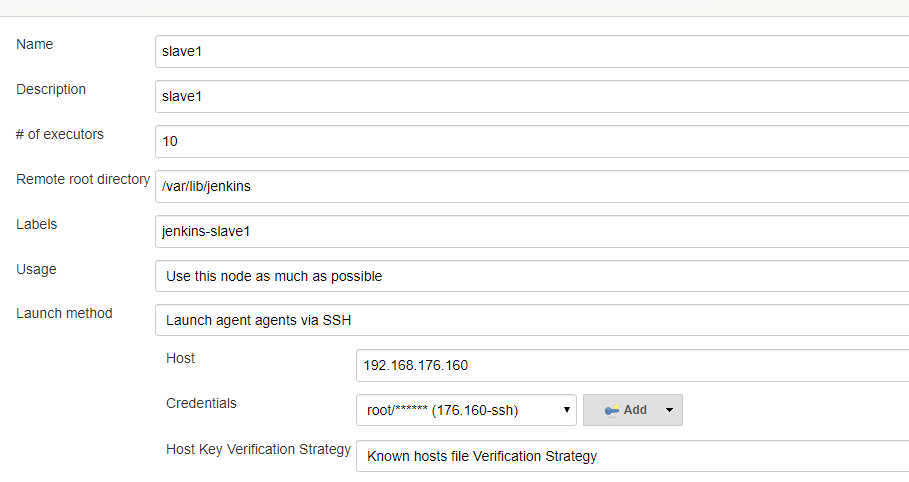 Name
slave1
Description
slave1
# of executors
10
Remote root directory
/var/lib/jenkins
Labels
jenkins-slave1
Usage
Use this node as much as possible
Launch method
Launch agent agents via SSH
Host
192.168.176.160
Credentials
root/****** (176.160-ssh)
Add
Host Key Verification Strategy
Known hosts file Verification Strategy